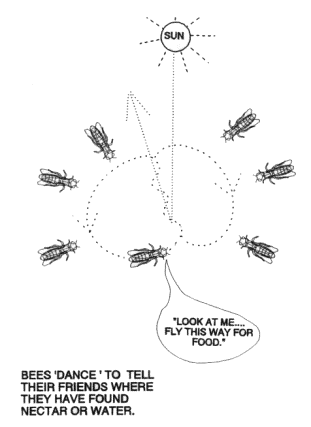 SUN
"LOOK AT ME....
FLY THIS WAY FOR
FOOD."
BEES 'DANCE ' TO TELL
THEIR FRIENDS WHERE
THEY HAVE FOUND
NECTAR OR WATER.